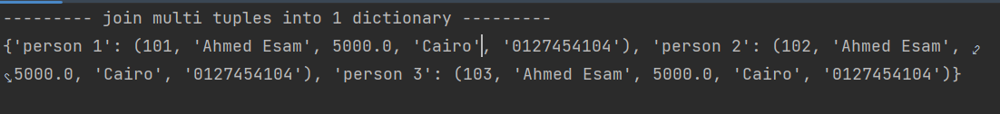 --------- join multi tuples into 1 dictionary ---------
{'person 1': (101, 'Ahmed Esam', 5000.0, 'Cairo', '0127454104'), 'person 2': (102, 'Ahmed Esam',
5000.0, 'Cairo', '0127454104'), 'person 3': (103, 'Ahmed Esam', 5000.0, 'Cairo', '0127454104')}